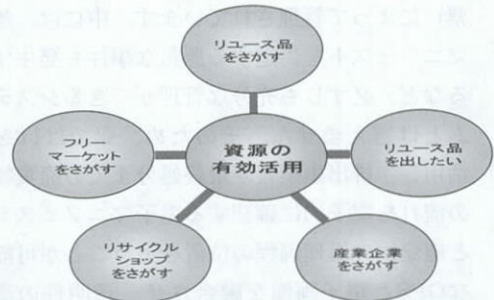 リユース品
をさがす
フリー
マーケット
をさがす
資源の
有効活用
リユース品
を出したい
リサイクル
ショップ
をさがす
産業企業
をさがす